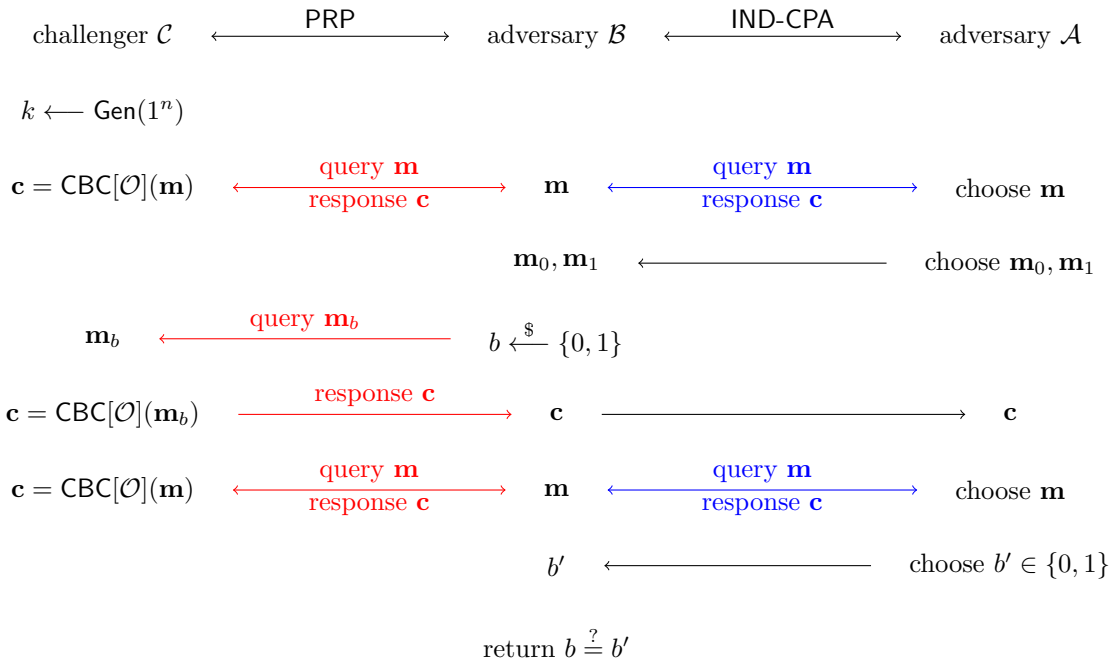 challenger 𝒞 PRP adversary ℬ IND-CPA adversary 𝒜
k ⟵ Gen(1ⁿ)
𝐜 = CBC[𝒪](𝐦) query 𝐦 response 𝐜 𝐦 query 𝐦 response 𝐜 choose 𝐦
𝐦₀, 𝐦₁ choose 𝐦₀, 𝐦₁
𝐦_b query 𝐦_b b ⟵$ {0, 1}
𝐜 = CBC[𝒪](𝐦_b) response 𝐜 𝐜 𝐜
𝐜 = CBC[𝒪](𝐦) query 𝐦 response 𝐜 𝐦 query 𝐦 response 𝐜 choose 𝐦
b′ choose b′ ∈ {0, 1}
return b ≟ b′